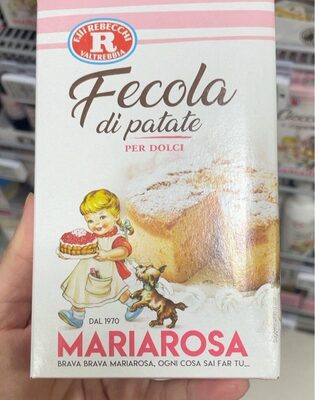 F.LLI REBECCHI
R
VALTREBBIA
Fecola
di patate
PER DOLCI
DAL 1970
MARIAROSA
BRAVA BRAVA MARIAROSA, OGNI COSA SAI FAR TU...